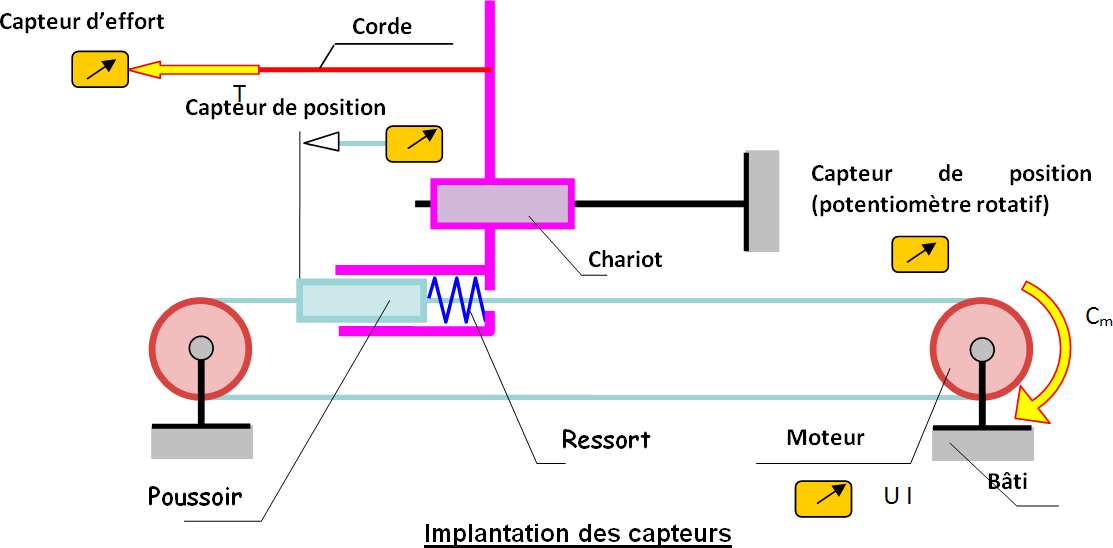 Capteur d'effort
Corde
T
Capteur de position
Capteur de position
(potentiomètre rotatif)
Chariot
Cm
Ressort
Moteur
Bâti
Poussoir
U I
Implantation des capteurs